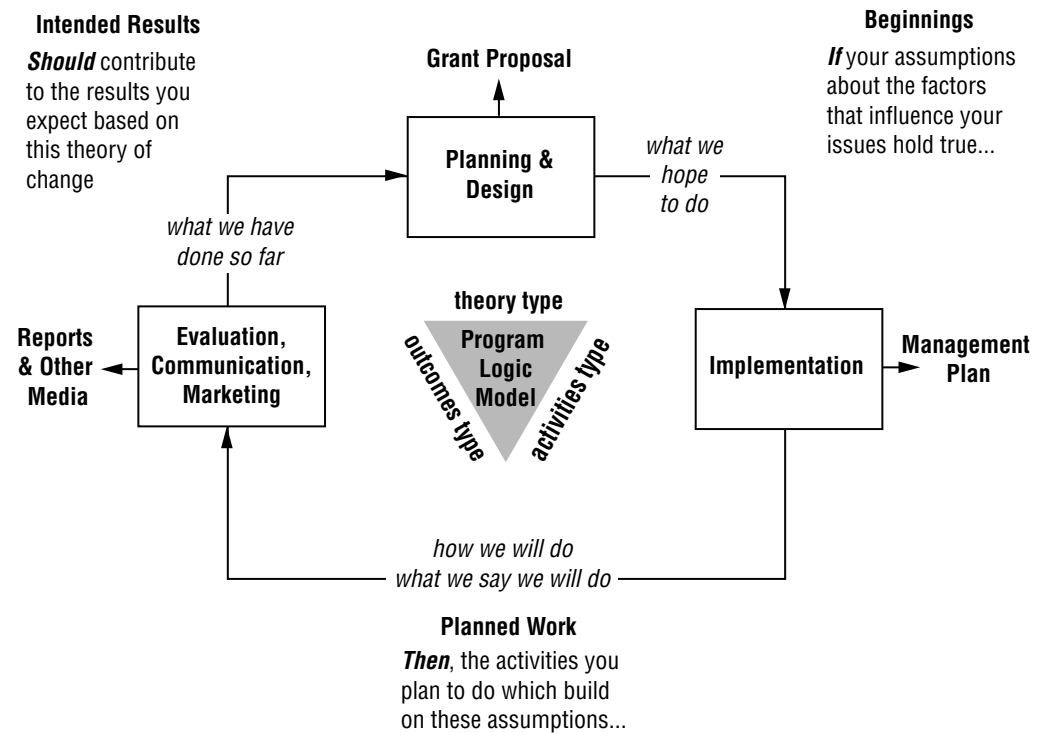 Intended Results
Should contribute
to the results you
expect based on
this theory of
change
Grant Proposal
Beginnings
If your assumptions
about the factors
that influence your
issues hold true...
Planning &
Design
what we
hope
to do
what we have
done so far
theory type
Program
Logic
Model
outcomes type
activities type
Reports
& Other
Media
Evaluation,
Communication,
Marketing
Implementation
Management
Plan
how we will do
what we say we will do
Planned Work
Then, the activities you
plan to do which build
on these assumptions...